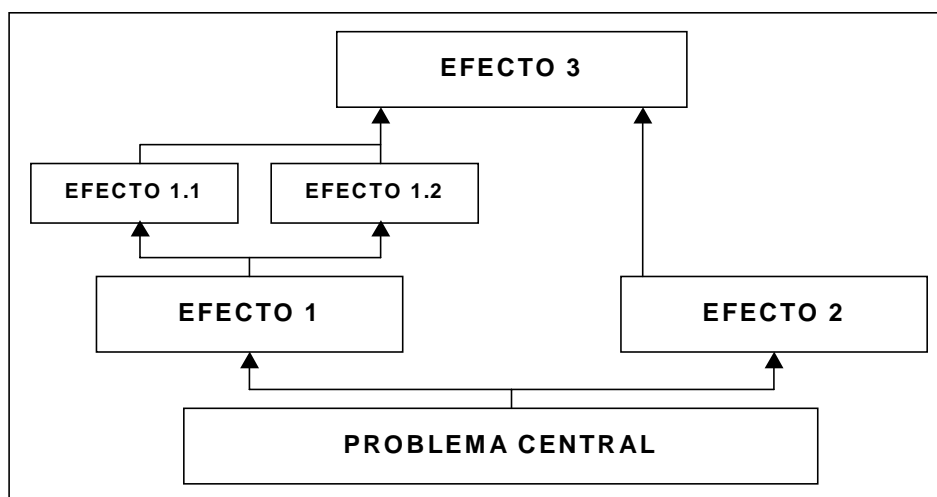 EFECTO 3
EFECTO 1.1
EFECTO 1.2
EFECTO 1
EFECTO 2
PROBLEMA CENTRAL